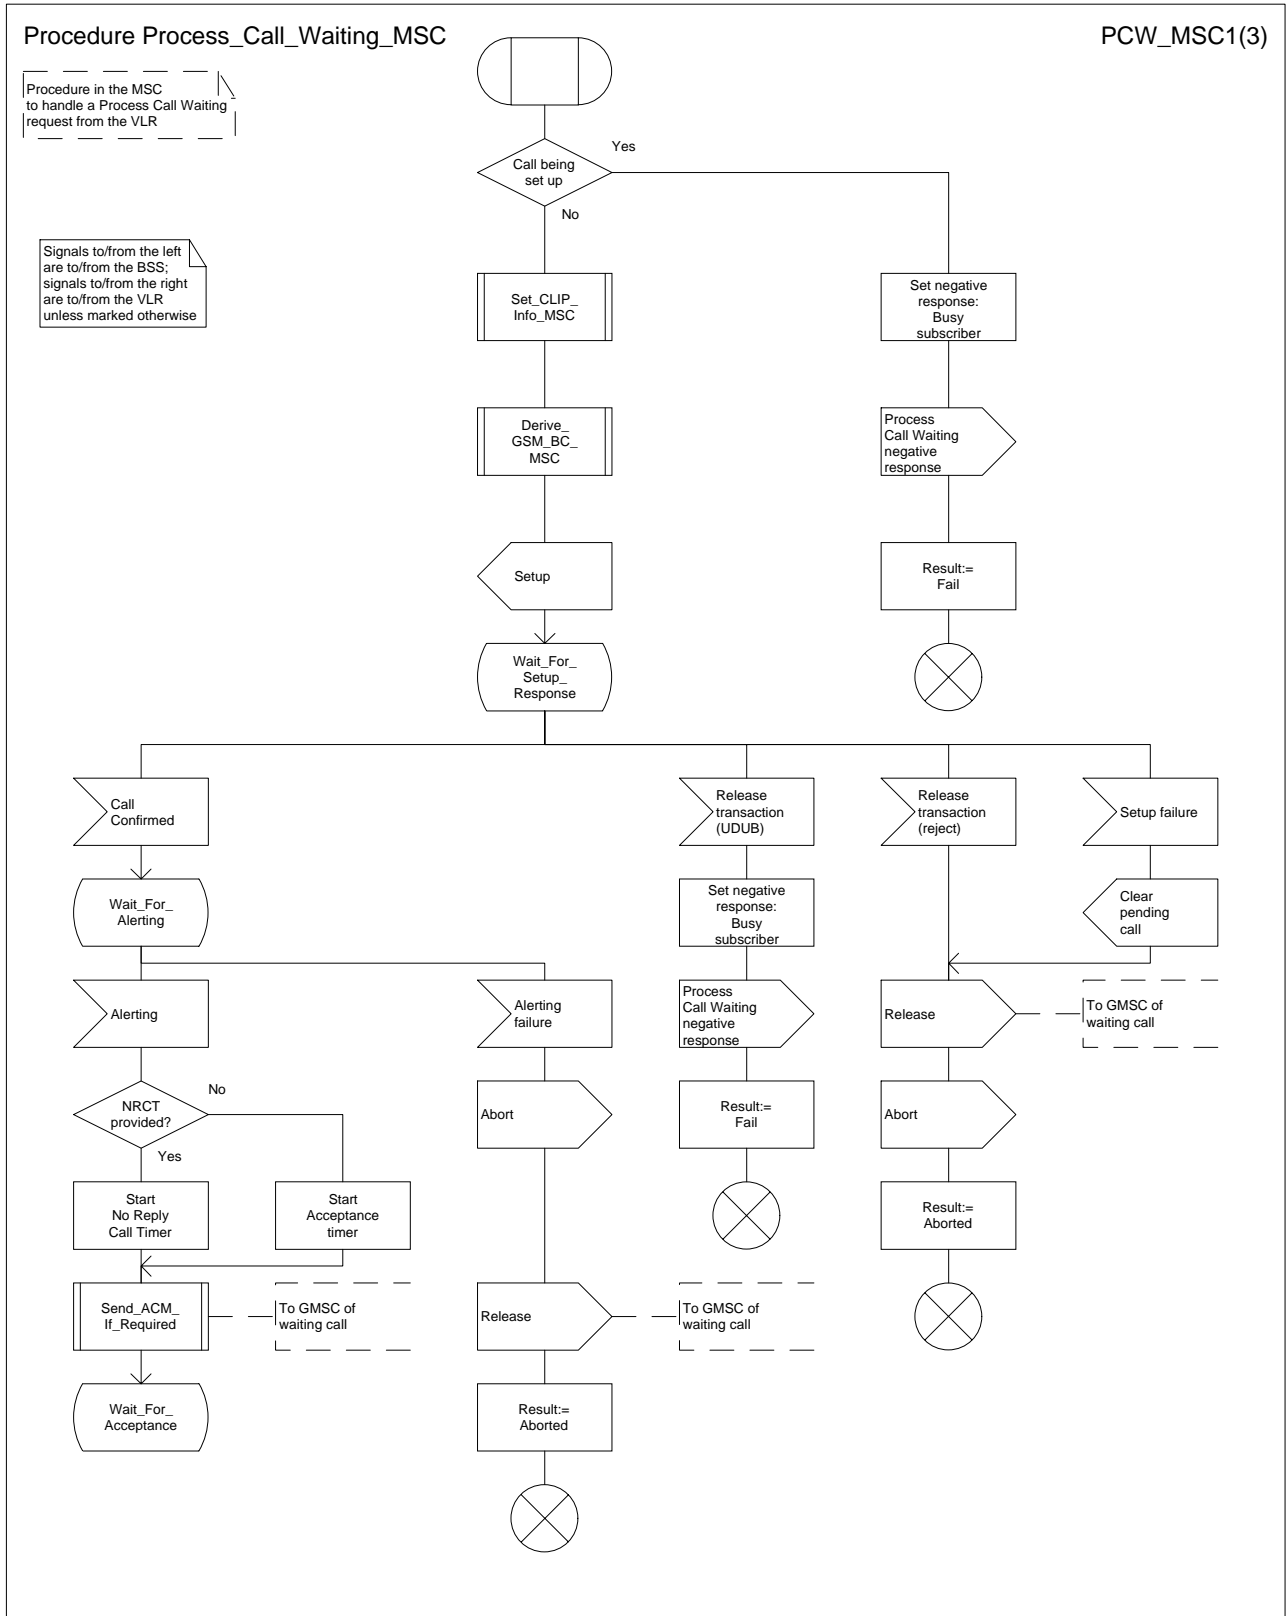 Procedure Process_Call_Waiting_MSC
PCW_MSC1(3)
Procedure in the MSC
to handle a Process Call Waiting
request from the VLR
Signals to/from the left
are to/from the BSS;
signals to/from the right
are to/from the VLR
unless marked otherwise
Call being
set up
Yes
No
Set_CLIP_
Info_MSC
Set negative
response:
Busy
subscriber
Derive_
GSM_BC_
MSC
Process
Call Waiting
negative
response
Setup
Result:=
Fail
Wait_For_
Setup_
Response
Call
Confirmed
Release
transaction
(UDUB)
Release
transaction
(reject)
Setup failure
Wait_For_
Alerting
Set negative
response:
Busy
subscriber
Clear
pending
call
Alerting
Alerting
failure
Process
Call Waiting
negative
response
Release
To GMSC of
waiting call
NRCT
provided?
No
Yes
Abort
Result:=
Fail
Abort
Start
No Reply
Call Timer
Start
Acceptance
timer
Result:=
Aborted
Send_ACM_
If_Required
To GMSC of
waiting call
Release
To GMSC of
waiting call
Wait_For_
Acceptance
Result:=
Aborted